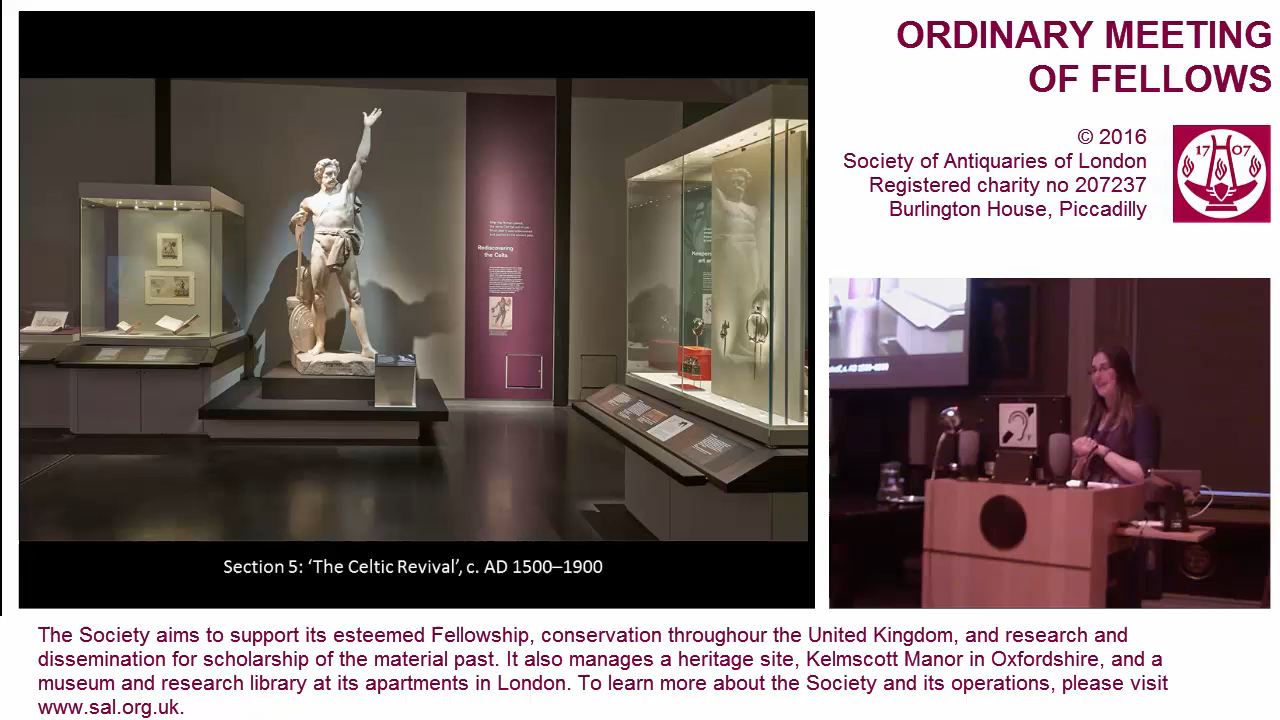 ORDINARY MEETING
OF FELLOWS
© 2016
Society of Antiquaries of London
Registered charity no 207237
Burlington House, Piccadilly
17 07
Rediscovering
the Celts
Section 5: ‘The Celtic Revival’, c. AD 1500–1900
The Society aims to support its esteemed Fellowship, conservation throughour the United Kingdom, and research and
dissemination for scholarship of the material past. It also manages a heritage site, Kelmscott Manor in Oxfordshire, and a
museum and research library at its apartments in London. To learn more about the Society and its operations, please visit
www.sal.org.uk.